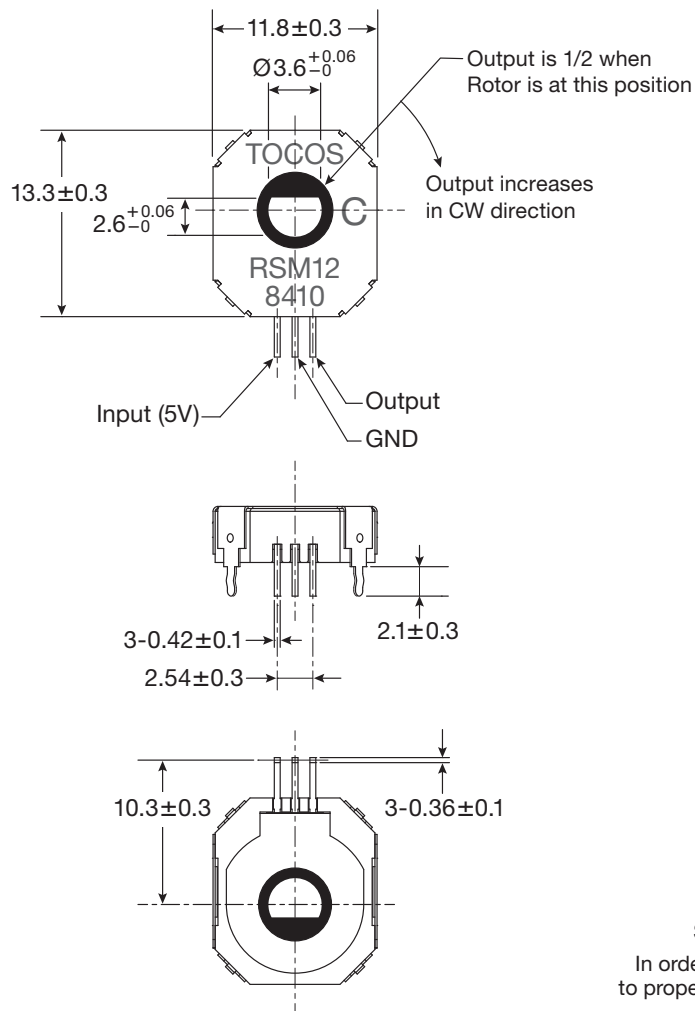 11.8±0.3
Ø3.6 +0.06 -0
Output is 1/2 when
Rotor is at this position
TOCOS
13.3±0.3
2.6 +0.06 -0
C
Output increases
in CW direction
RSM12
8410
Input (5V)
Output
GND
2.1±0.3
3-0.42±0.1
2.54±0.3
10.3±0.3
3-0.36±0.1
In orde
to prope